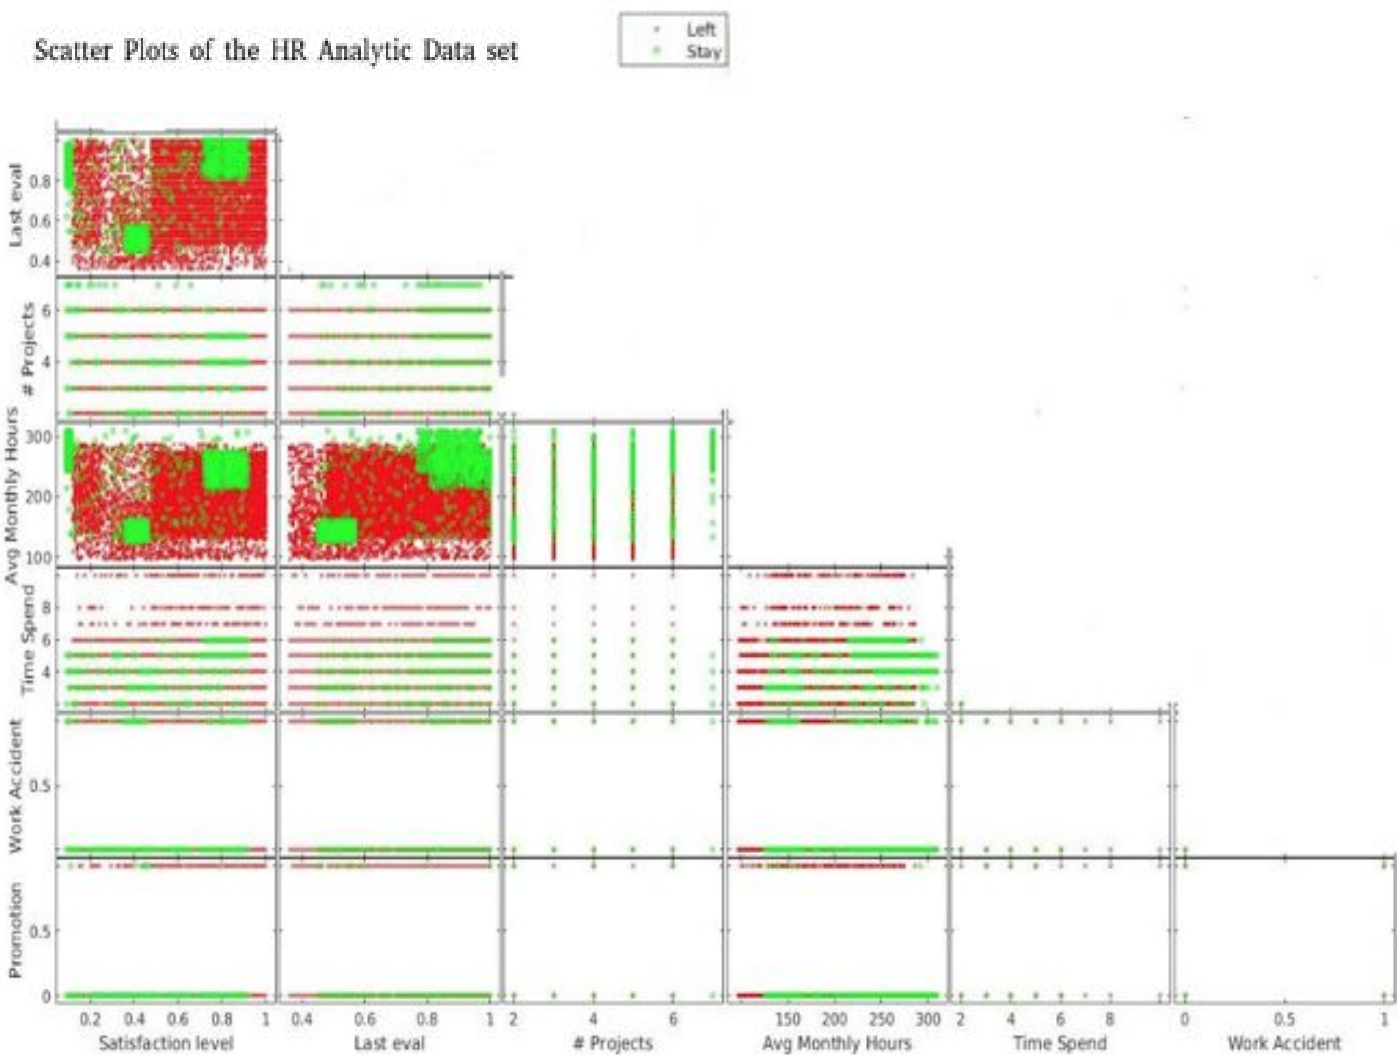 Scatter Plots of the HR Analytic Data set
Left
Stay
Last eval
0.8
0.6
0.4
# Projects
6
4
Avg Monthly Hours
300
200
100
Time Spend
8
6
4
Work Accident
0.5
Promotion
0.5
0
0.2 0.4 0.6 0.8 1 0.4 0.6 0.8 1 2 4 6 150 200 250 300 2 4 6 8 0 0.5 1
Satisfaction level Last eval # Projects Avg Monthly Hours Time Spend Work Accident